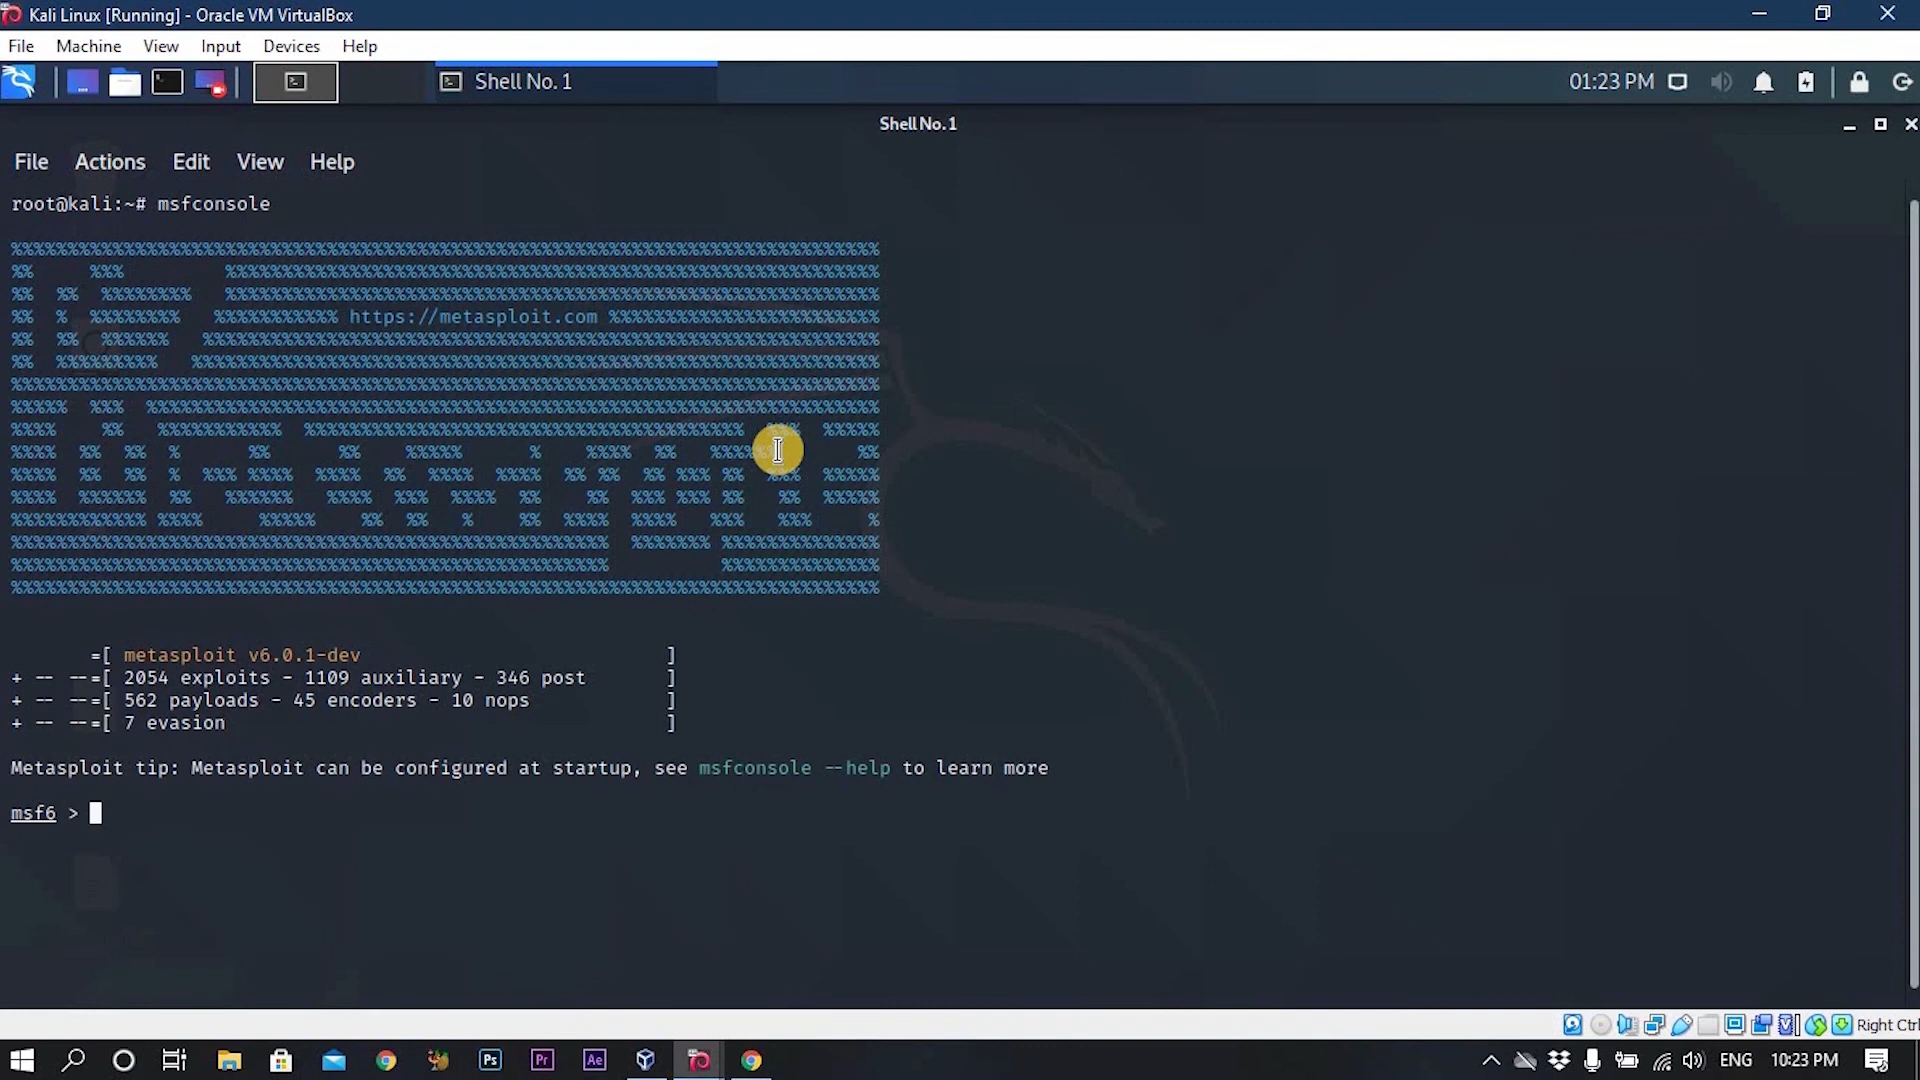 Kali Linux [Running] - Oracle VM VirtualBox
File Machine View Input Devices Help
Shell No. 1
01:23 PM
Shell No. 1
File Actions Edit View Help
root@kali:~# msfconsole
https://metasploit.com
=[ metasploit v6.0.1-dev ]
+ -- --=[ 2054 exploits - 1109 auxiliary - 346 post ]
+ -- --=[ 562 payloads - 45 encoders - 10 nops ]
+ -- --=[ 7 evasion ]
Metasploit tip: Metasploit can be configured at startup, see msfconsole --help to learn more
msf6 >
Right Ctrl
Ps Pr Ae
ENG 10:23 PM